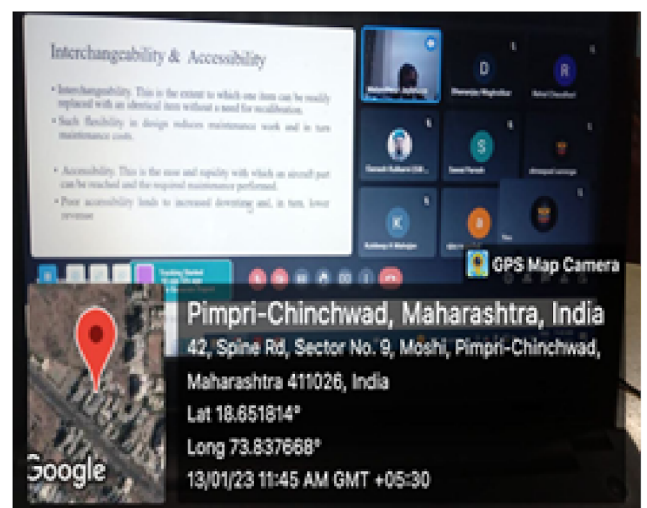 Interchangeability & Accessibility
• Interchangeability. This is the extent to which one item can be readily
replaced with an identical item without a need for recalibration.
• Such flexibility in design reduces maintenance work and in turn
maintenance costs.
• Accessibility. This is the ease and rapidity with which an aircraft part
can be reached and the required maintenance performed.
• Poor accessibility leads to increased downtime and, in turn, lower
revenue
D
R
S
K
a
You
Tracking Started
GPS Map Camera
Pimpri-Chinchwad, Maharashtra, India
42, Spine Rd, Sector No. 9, Moshi, Pimpri-Chinchwad,
Maharashtra 411026, India
Lat 18.651814°
Long 73.837668°
13/01/23 11:45 AM GMT +05:30
Google